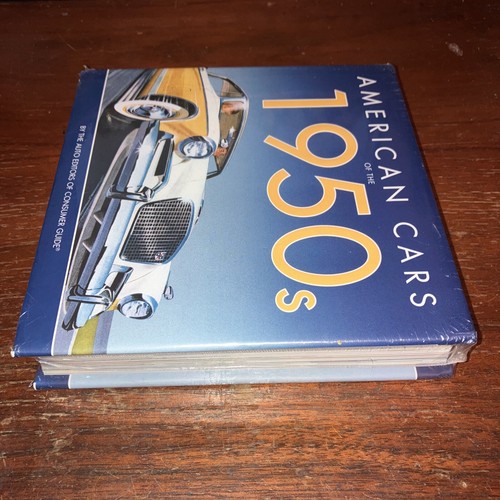 AMERICAN CARS
OF THE
1950s
BY THE AUTO EDITORS OF CONSUMER GUIDE®